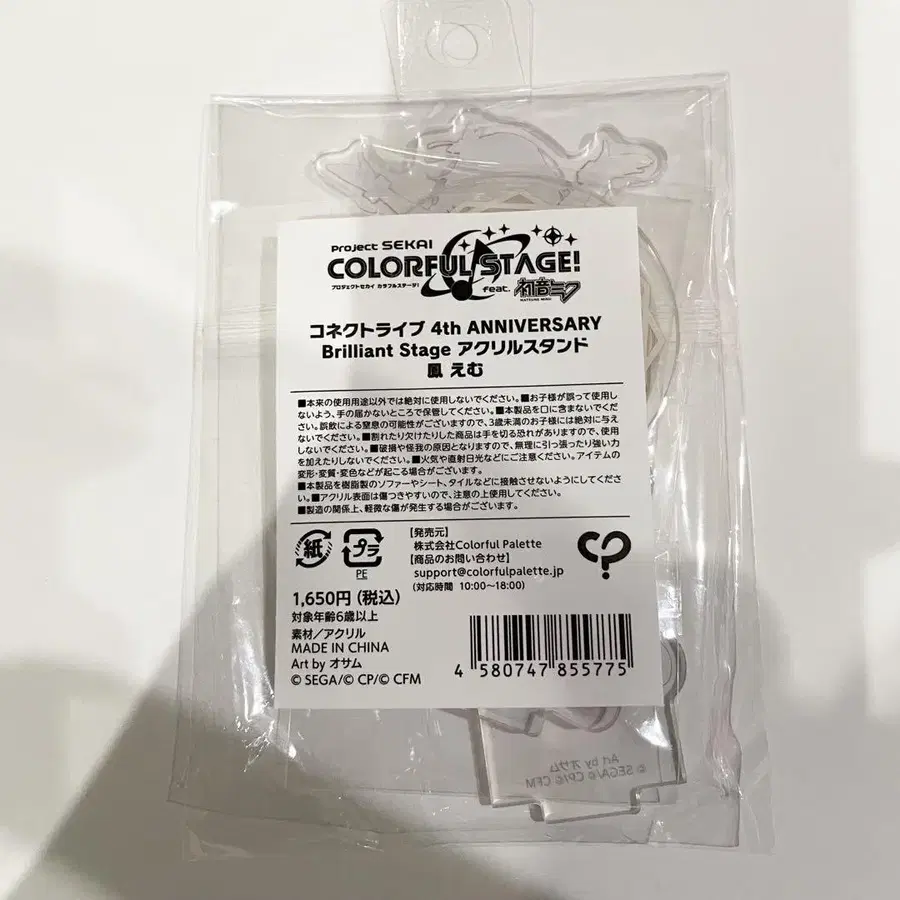 Project SEKAI
COLORFUL STAGE!
プロジェクトセカイ カラフルステージ!
feat. 初音ミク
HATSUNE MIKU
コネクトライブ 4th ANNIVERSARY
Brilliant Stage アクリルスタンド
鳳 えむ
■本来の使用用途以外では絶対に使用しないでください。■お子様が誤って使用し
ないよう、手の届かないところで保管してください。■本製品を口に含まないでくだ
さい。誤飲による窒息の可能性がございますので、3歳未満のお子様には絶対に与え
ないでください。■割れたり欠けたりした商品は手を切る恐れがありますので、使用
しないでください。■破損や怪我の原因となりますので、無理に引っ張ったり強い力
を加えたりしないでください。■火気や直射日光などにご注意ください。アイテムの
変形・変質・変色などが起こる場合がございます。
■本製品を樹脂製のソファーやシート、タイルなどに接触させないようにしてくださ
い。■アクリル表面は傷つきやすいので、注意の上使用してください。
■製造の関係上、軽微な傷が発生する場合がございます。
紙
プラ
PE
【発売元】
株式会社Colorful Palette
【商品のお問い合わせ】
support@colorfulpalette.jp
(対応時間 10:00~18:00)
1,650円(税込)
対象年齢6歳以上
素材/アクリル
MADE IN CHINA
Art by オサム
© SEGA/© CP/© CFM
4 580747 855775
Art by オサム
© SEGA/© CP/© CFM